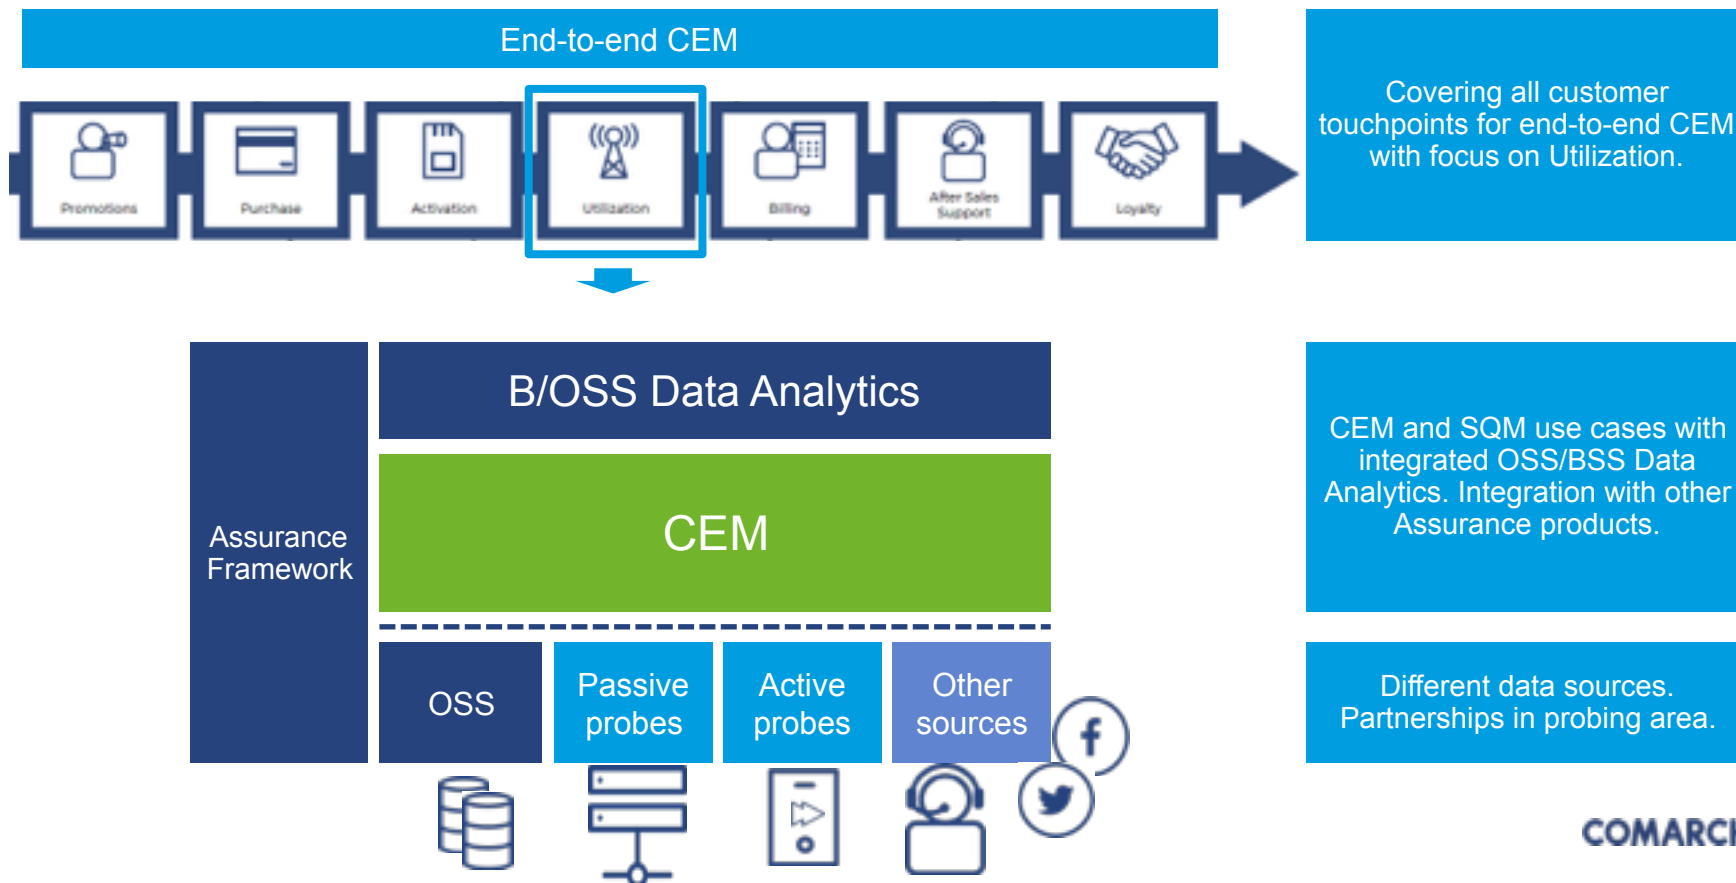 End-to-end CEM
Covering all customer
touchpoints for end-to-end CEM
with focus on Utilization.
Promotions
Purchase
Activation
Utilization
Billing
After Sales
Support
Loyalty
B/OSS Data Analytics
Assurance
Framework
CEM
CEM and SQM use cases with
integrated OSS/BSS Data
Analytics. Integration with other
Assurance products.
OSS
Passive
probes
Active
probes
Other
sources
Different data sources.
Partnerships in probing area.
COMARCH